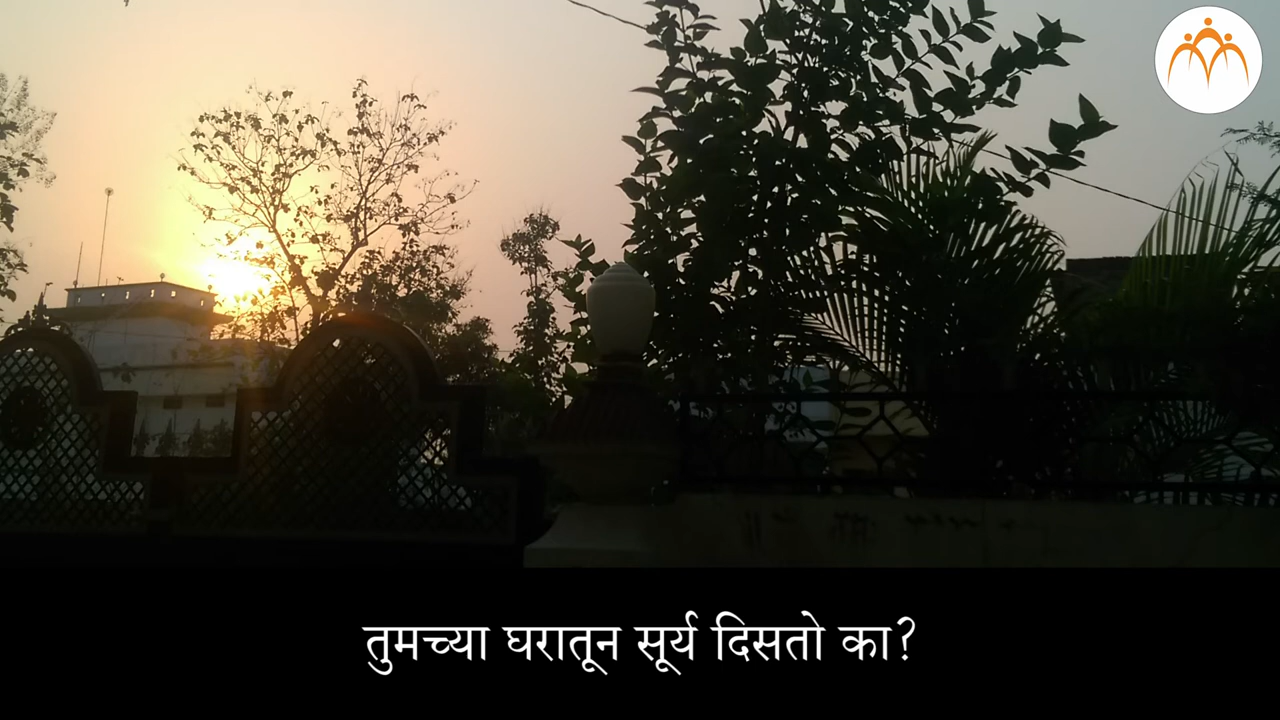 तुमच्या घरातून सूर्य दिसतो का?